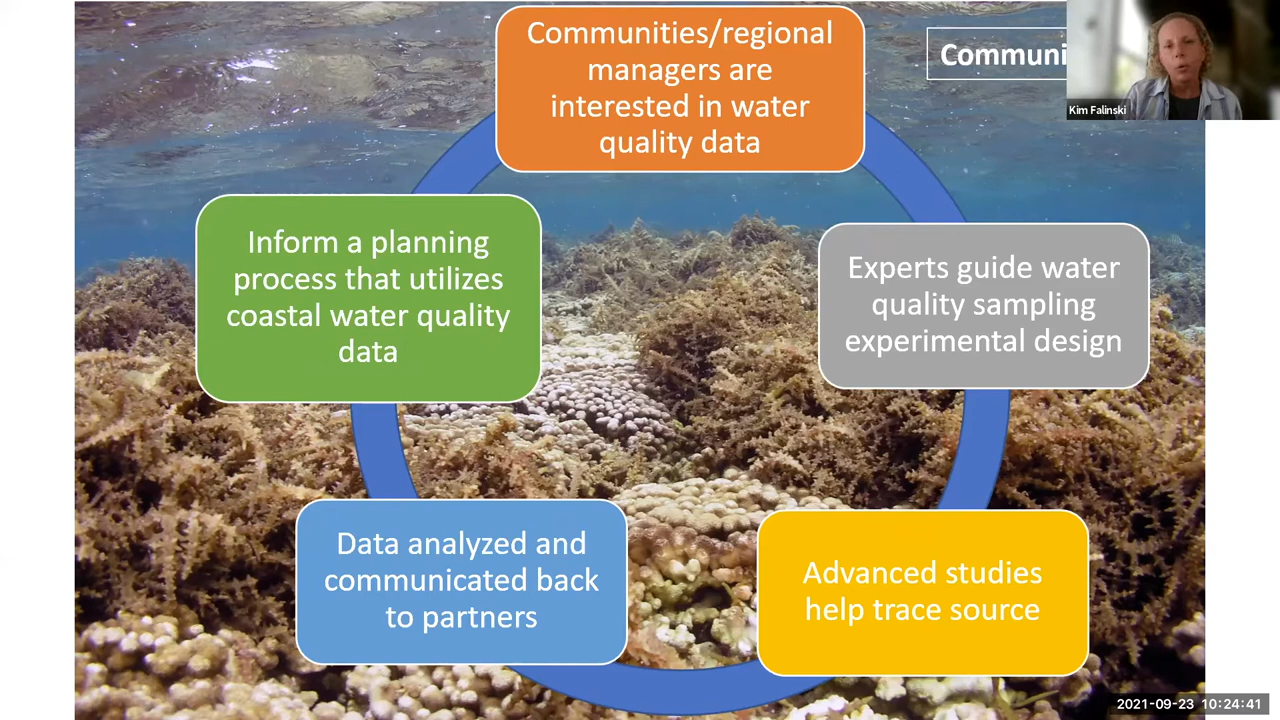 Communities/regional
managers are
interested in water
quality data
Kim Falinski
Inform a planning
process that utilizes
coastal water quality
data
Experts guide water
quality sampling
experimental design
Data analyzed and
communicated back
to partners
Advanced studies
help trace source
2021-09-23 10:24:41